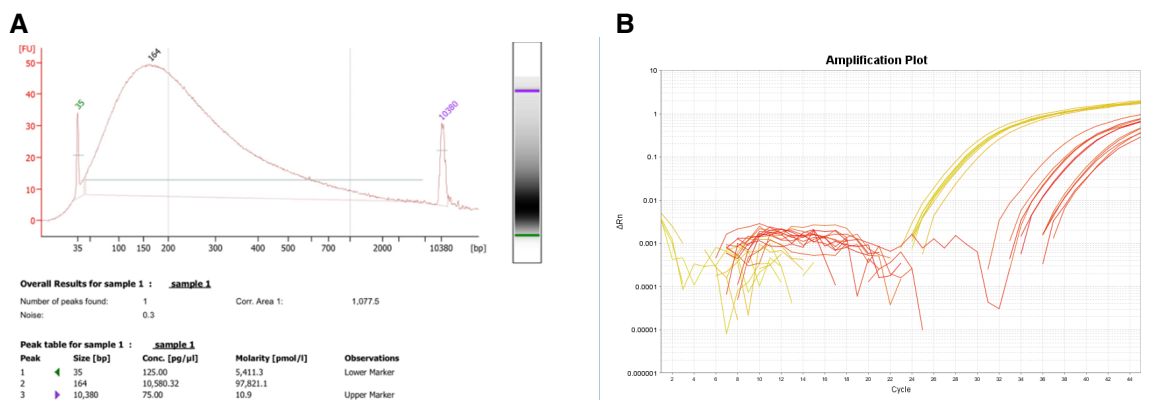 A
B
[FU]
164
35
10380
50
40
30
20
10
0
35 100 150 200 300 400 500 700 2000 10380 [bp]
Overall Results for sample 1 : sample 1
Number of peaks found: 1 Corr. Area 1: 1,077.5
Noise: 0.3
Peak table for sample 1 : sample 1
Peak Size [bp] Conc. [pg/µl] Molarity [pmol/l] Observations
1 35 125.00 5,411.3 Lower Marker
2 164 10,580.32 97,821.1
3 10,380 75.00 10.9 Upper Marker
Amplification Plot
10
1
0.1
0.01
0.001
0.0001
0.00001
0.000001
ΔRn
2 4 6 8 10 12 14 16 18 20 22 24 26 28 30 32 34 36 38 40 42 44
Cycle